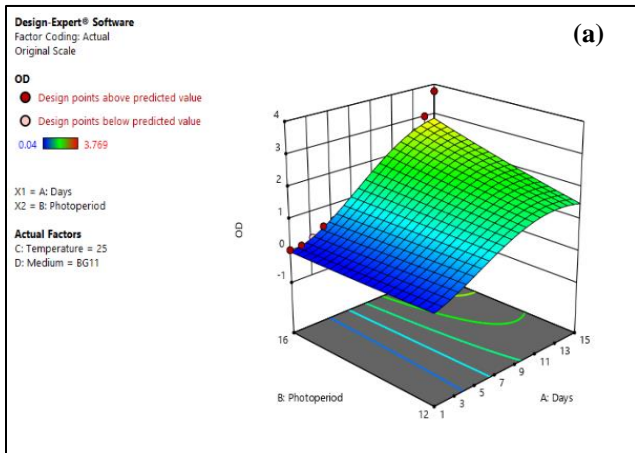 Design-Expert® Software
Factor Coding: Actual
Original Scale
OD
Design points above predicted value
Design points below predicted value
0.04 3.769
X1 = A: Days
X2 = B: Photoperiod
Actual Factors
C: Temperature = 25
D: Medium = BG11
(a)
4
3
2
1
0
-1
OD
16
12
B: Photoperiod
1
3
5
7
9
11
13
15
A: Days